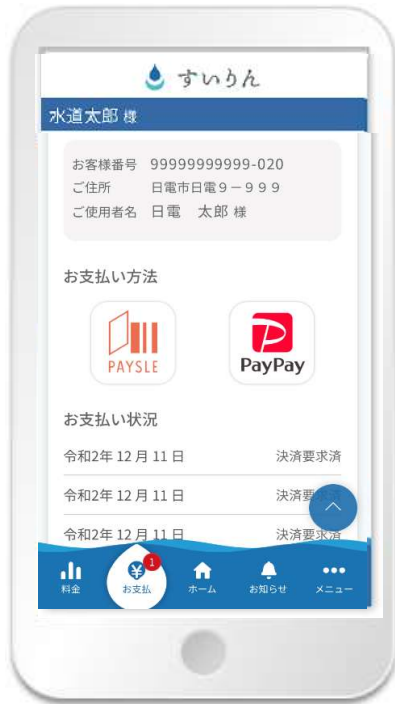 すいりん
水道太郎 様
お客様番号 99999999999-020
ご住所 日電市日電9－999
ご使用者名 日電 太郎 様
お支払い方法
PAYSLE PayPay
お支払い状況
令和2年 12 月 11 日 決済要求済
令和2年 12 月 11 日 決済要
令和2年 12 月 11 日 決済要求済
1
料金 お支払 ホーム お知らせ メニュー